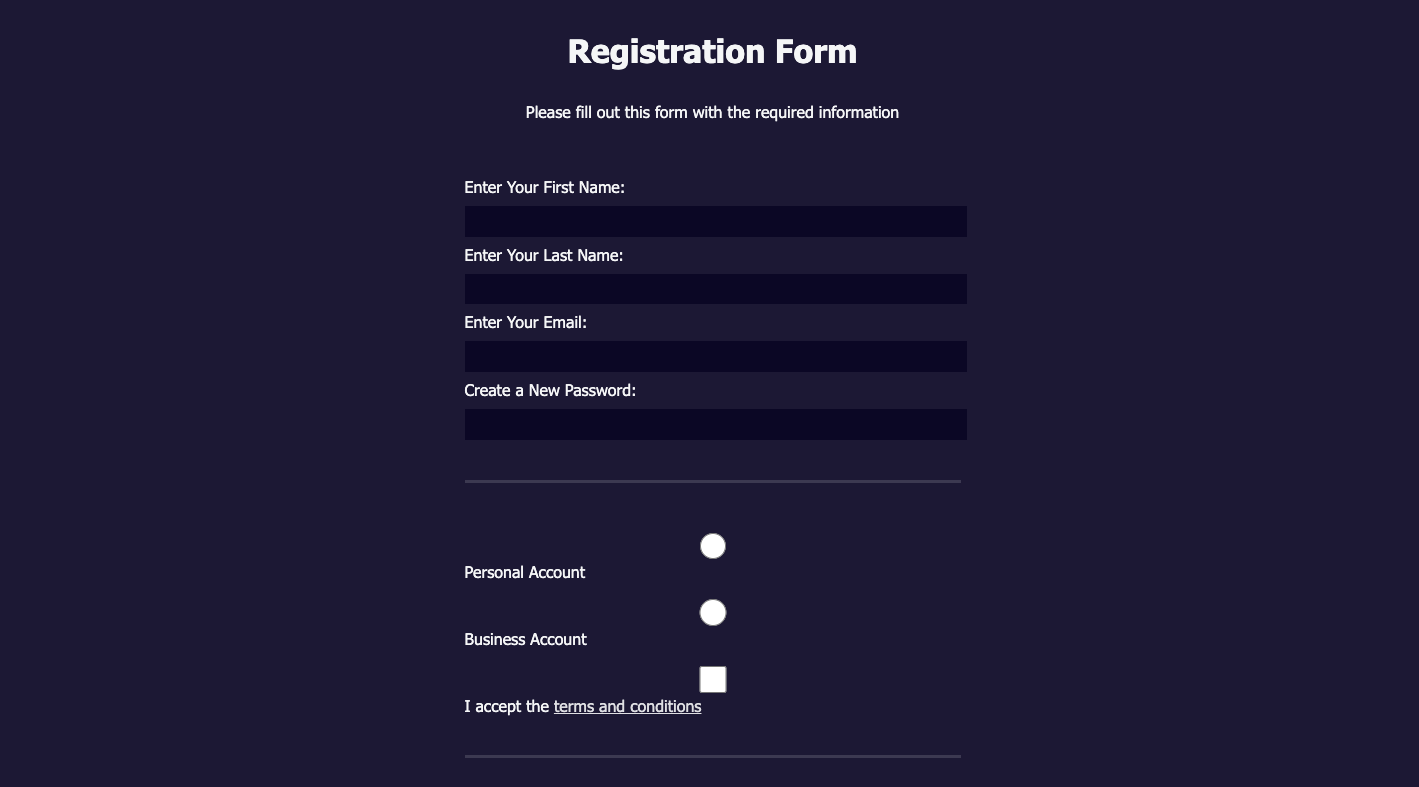 Registration Form
Please fill out this form with the required information
Enter Your First Name:
Enter Your Last Name:
Enter Your Email:
Create a New Password:
Personal Account
Business Account
I accept the terms and conditions